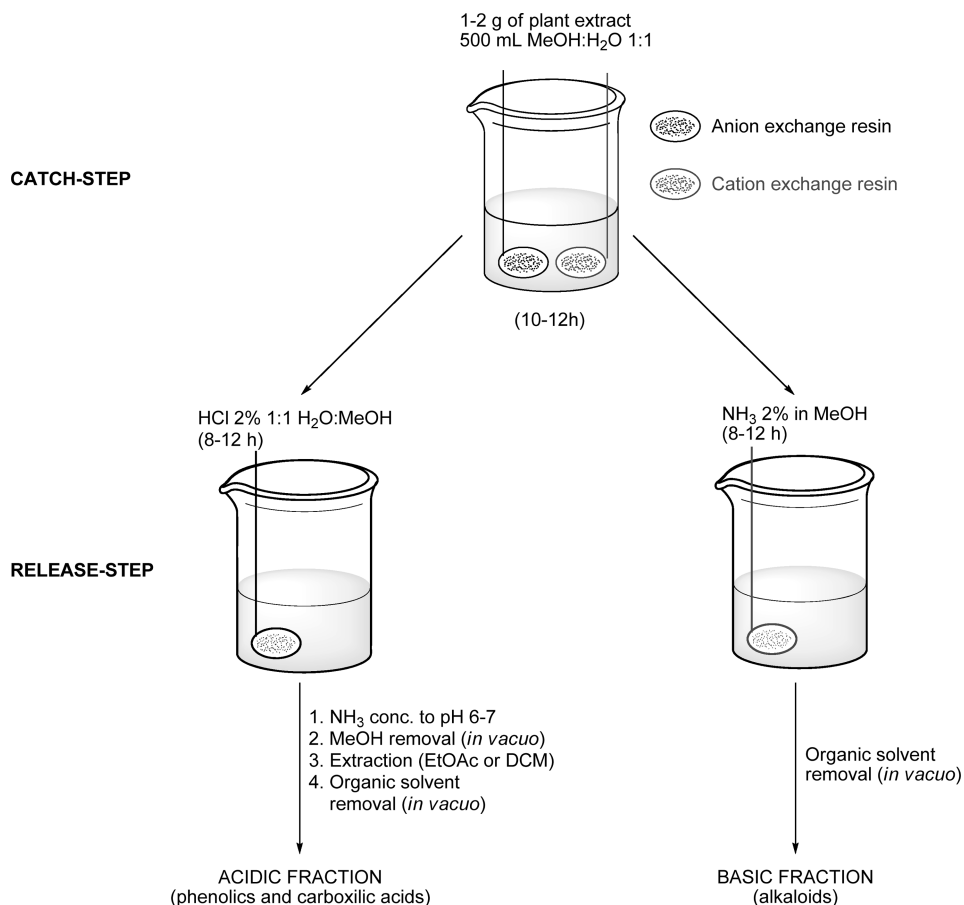 1-2 g of plant extract
500 mL MeOH:H₂O 1:1
Anion exchange resin
CATCH-STEP
Cation exchange resin
(10-12h)
HCl 2% 1:1 H₂O:MeOH
(8-12 h)
NH₃ 2% in MeOH
(8-12 h)
RELEASE-STEP
1. NH₃ conc. to pH 6-7
2. MeOH removal (in vacuo)
3. Extraction (EtOAc or DCM)
4. Organic solvent
removal (in vacuo)
Organic solvent
removal (in vacuo)
ACIDIC FRACTION
(phenolics and carboxilic acids)
BASIC FRACTION
(alkaloids)